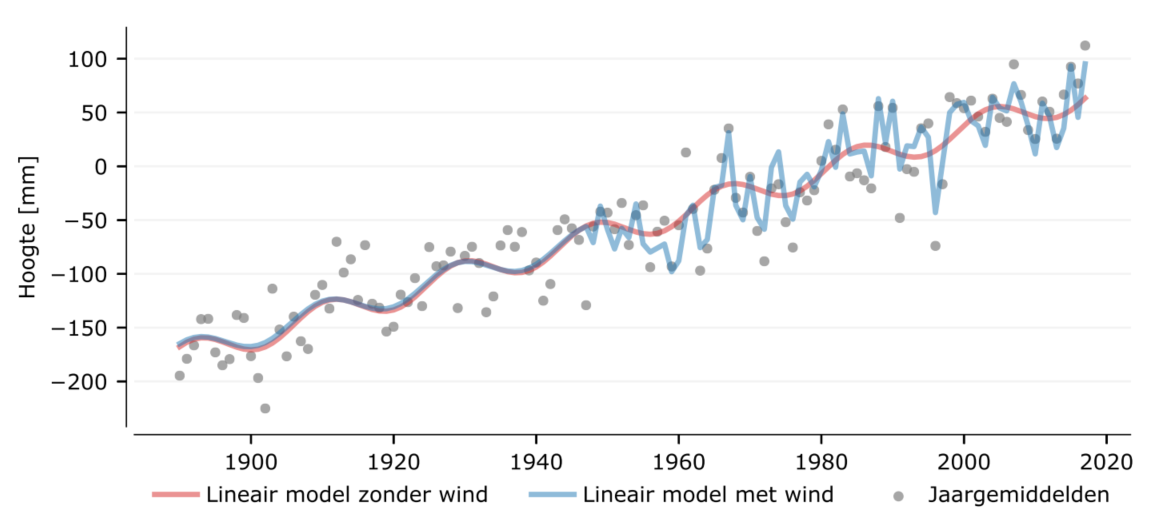 Hoogte [mm]
100
50
0
−50
−100
−150
−200
1900 1920 1940 1960 1980 2000 2020
Lineair model zonder wind Lineair model met wind Jaargemiddelden